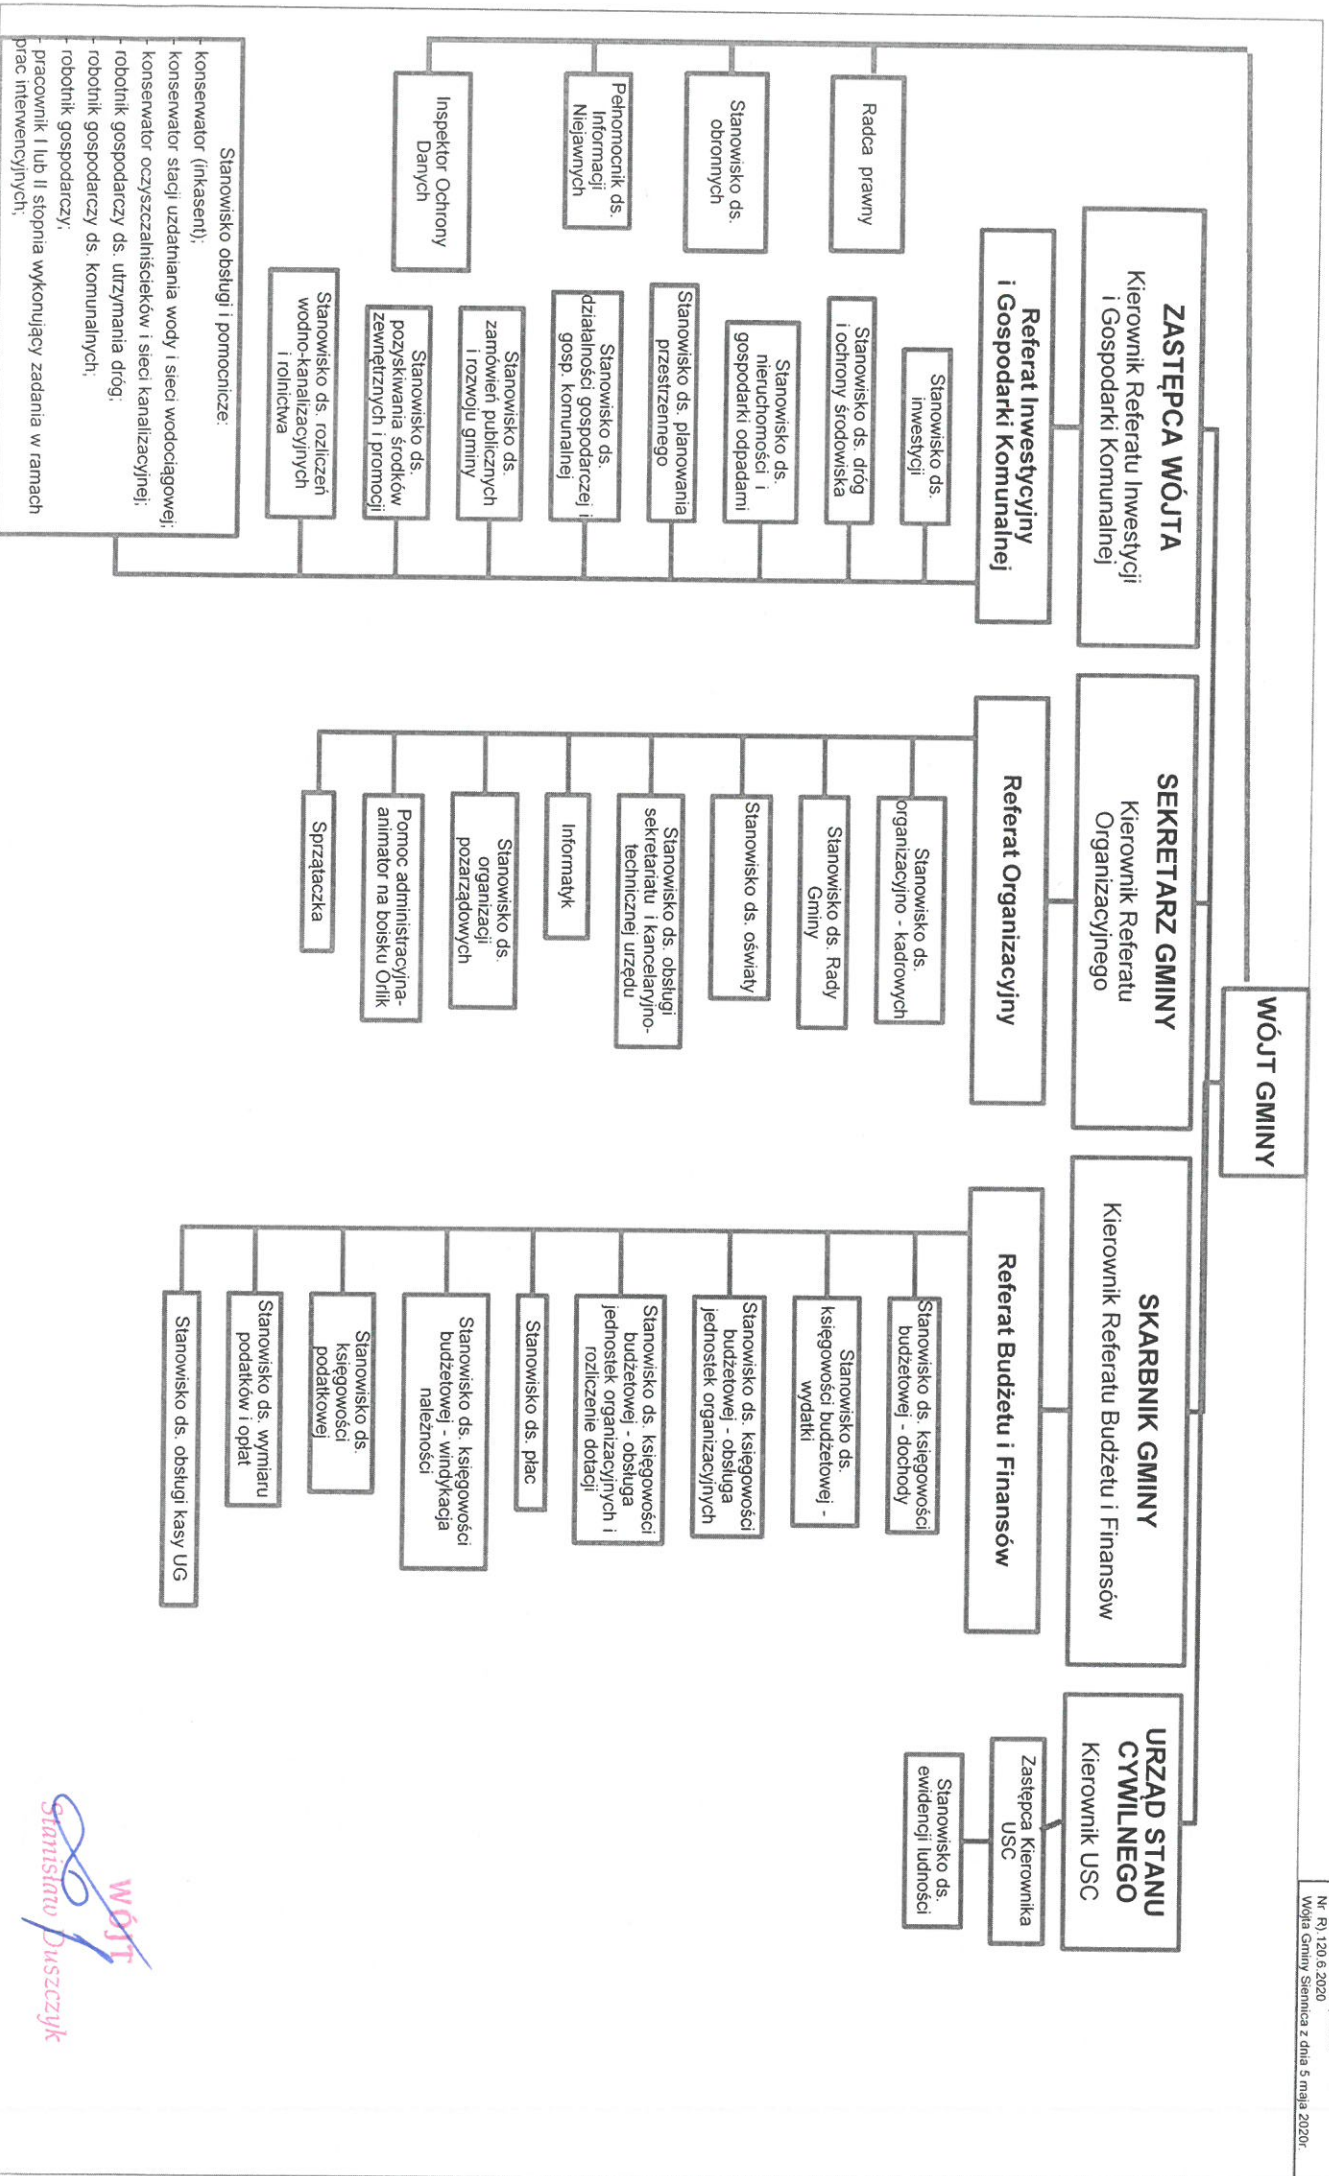 Nr R).120.6.2020
Wójta Gminy Siennica z dnia 5 maja 2020r.
WÓJT GMINY
ZASTĘPCA WÓJTA
Kierownik Referatu Inwestycji
i Gospodarki Komunalnej
SEKRETARZ GMINY
Kierownik Referatu
Organizacyjnego
SKARBNIK GMINY
Kierownik Referatu Budżetu i Finansów
URZĄD STANU
CYWILNEGO
Kierownik USC
Referat Inwestycyjny
i Gospodarki Komunalnej
Referat Organizacyjny
Referat Budżetu i Finansów
Zastępca Kierownika
USC
Stanowisko ds.
ewidencji ludności
Radca prawny
Stanowisko ds.
obronnych
Pełnomocnik ds.
Informacji
Niejawnych
Inspektor Ochrony
Danych
Stanowisko ds.
inwestycji
Stanowisko ds. dróg
i ochrony środowiska
Stanowisko ds.
nieruchomości i
gospodarki odpadami
Stanowisko ds. planowania
przestrzennego
Stanowisko ds.
działalności gospodarczej i
gosp. komunalnej
Stanowisko ds.
zamówień publicznych
i rozwoju gminy
Stanowisko ds.
pozyskiwania środków
zewnętrznych i promocji
Stanowisko ds. rozliczeń
wodno-kanalizacyjnych
i rolnictwa
Stanowisko obsługi i pomocnicze:
- konserwator (inkasent);
- konserwator stacji uzdatniania wody i sieci wodociągowej;
- konserwator oczyszczalniścieków i sieci kanalizacyjnej;
- robotnik gospodarczy ds. utrzymania dróg;
- robotnik gospodarczy ds. komunalnych;
- robotnik gospodarczy;
- pracownik I lub II stopnia wykonujący zadania w ramach
prac interwencyjnych;
Stanowisko ds.
organizacyjno - kadrowych
Stanowisko ds. Rady
Gminy
Stanowisko ds. oświaty
Stanowisko ds. obsługi
sekretariatu i kancelaryjno-
technicznej urzędu
Informatyk
Stanowisko ds.
organizacji
pozarządowych
Pomoc administracyjna-
animator na boisku Orlik
Sprzątaczka
Stanowisko ds. księgowości
budżetowej - dochody
Stanowisko ds.
księgowości budżetowej -
wydatki
Stanowisko ds. księgowości
budżetowej - obsługa
jednostek organizacyjnych
Stanowisko ds. księgowości
budżetowej - obsługa
jednostek organizacyjnych i
rozliczenie dotacji
Stanowisko ds. płac
Stanowisko ds. księgowości
budżetowej - windykacja
należności
Stanowisko ds.
księgowości
podatkowej
Stanowisko ds. wymiaru
podatków i opłat
Stanowisko ds. obsługi kasy UG
WÓJT
Stanisław Duszczyk